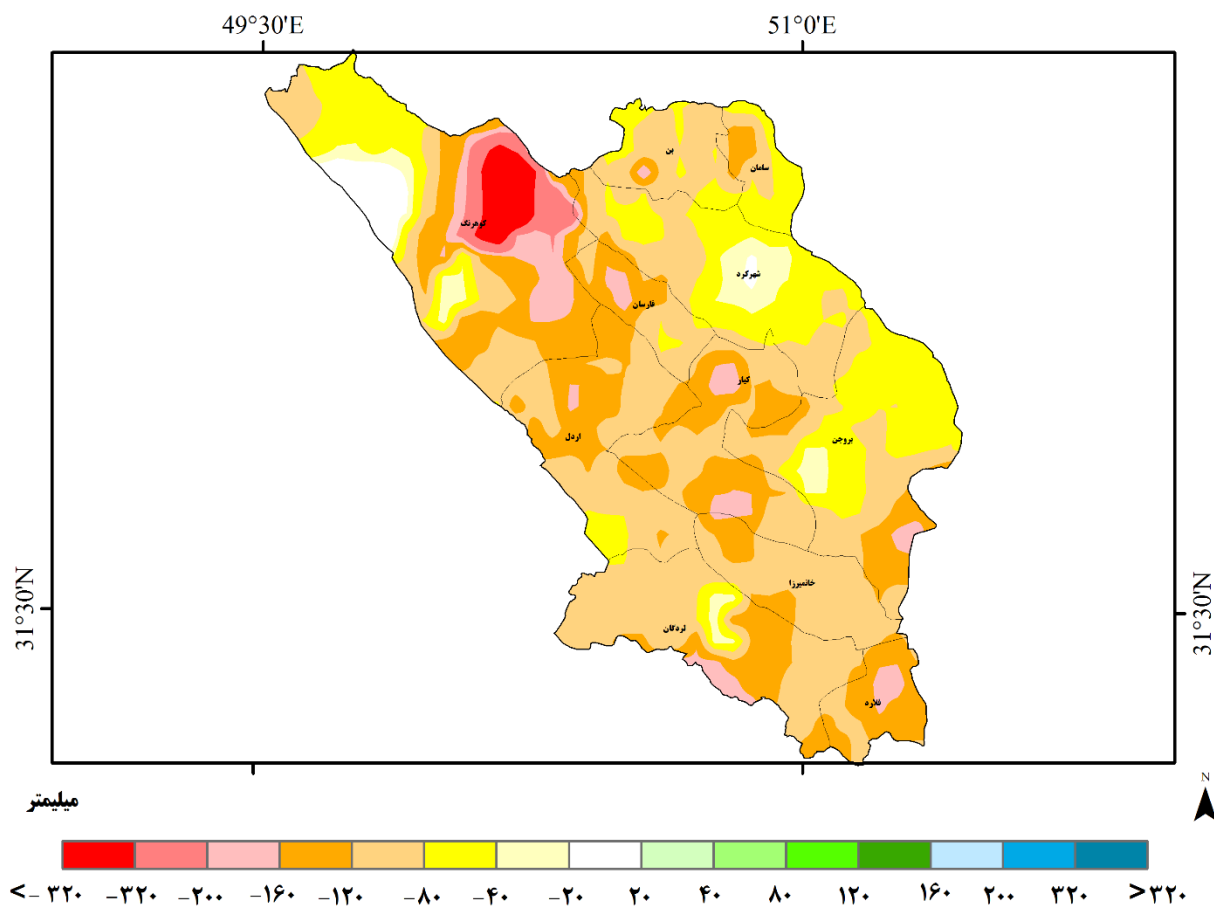 49°30'E 51°0'E
بن
سامان
کوهرنگ
شهرکرد
فارسان
کیار
اردل
بروجن
31°30'N 31°30'N
خانمیرزا
لردگان
فلارد
میلیمتر
N
<-۳۲۰ -۳۲۰ -۲۰۰ -۱۶۰ -۱۲۰ -۸۰ -۴۰ -۲۰ ۲۰ ۴۰ ۸۰ ۱۲۰ ۱۶۰ ۲۰۰ ۳۲۰ >۳۲۰